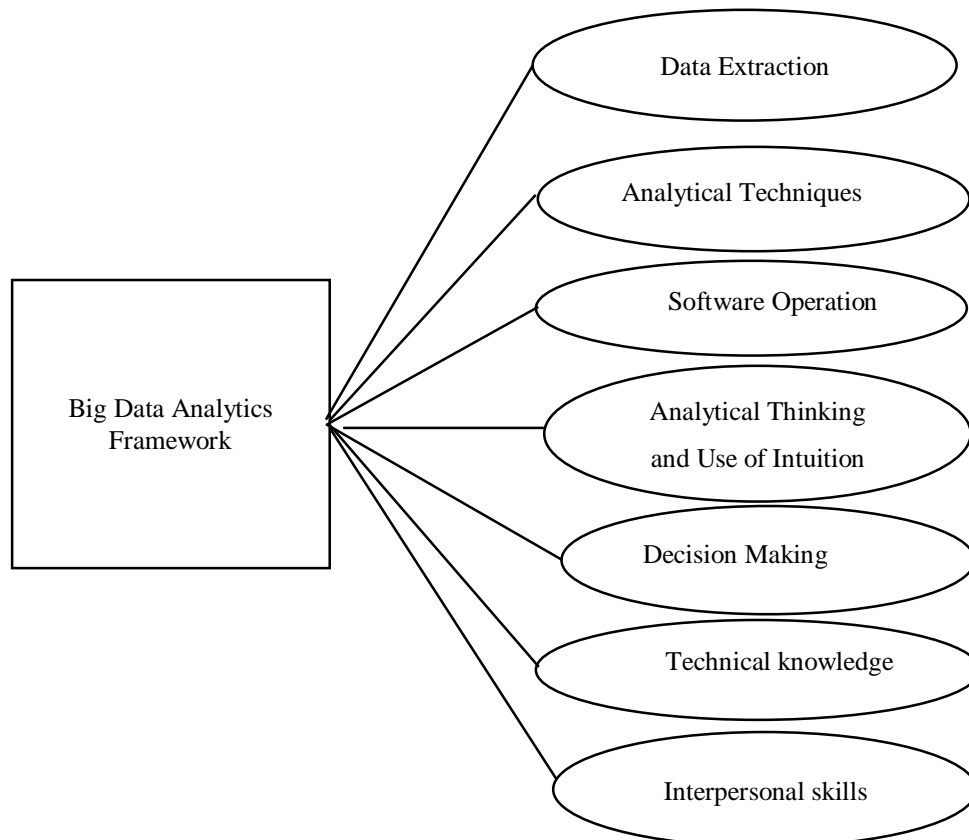 Data Extraction
Analytical Techniques
Software Operation
Big Data Analytics
Framework
Analytical Thinking
and Use of Intuition
Decision Making
Technical knowledge
Interpersonal skills